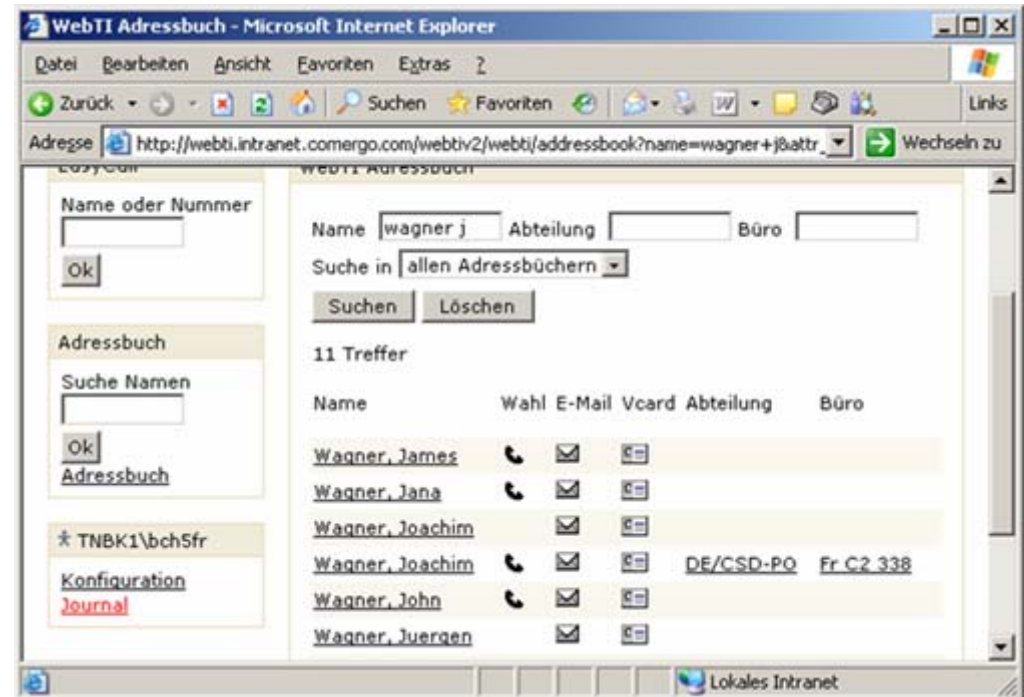 WebTI Adressbuch - Microsoft Internet Explorer
Datei Bearbeiten Ansicht Favoriten Extras ?
Zurück Suchen Favoriten Links
Adresse http://webti.intranet.comergo.com/webtiv2/webti/addressbook?name=wagner+j&attr_ Wechseln zu
EasyCall
Name oder Nummer
Ok
Adressbuch
Suche Namen
Ok
Adressbuch
TNBK1\bch5fr
Konfiguration
Journal
WebTI Adressbuch
Name wagner j Abteilung Büro
Suche in allen Adressbüchern
Suchen Löschen
11 Treffer
Name Wahl E-Mail Vcard Abteilung Büro
Wagner, James
Wagner, Jana
Wagner, Joachim
Wagner, Joachim DE/CSD-PO Fr C2 338
Wagner, John
Wagner, Juergen
Lokales Intranet